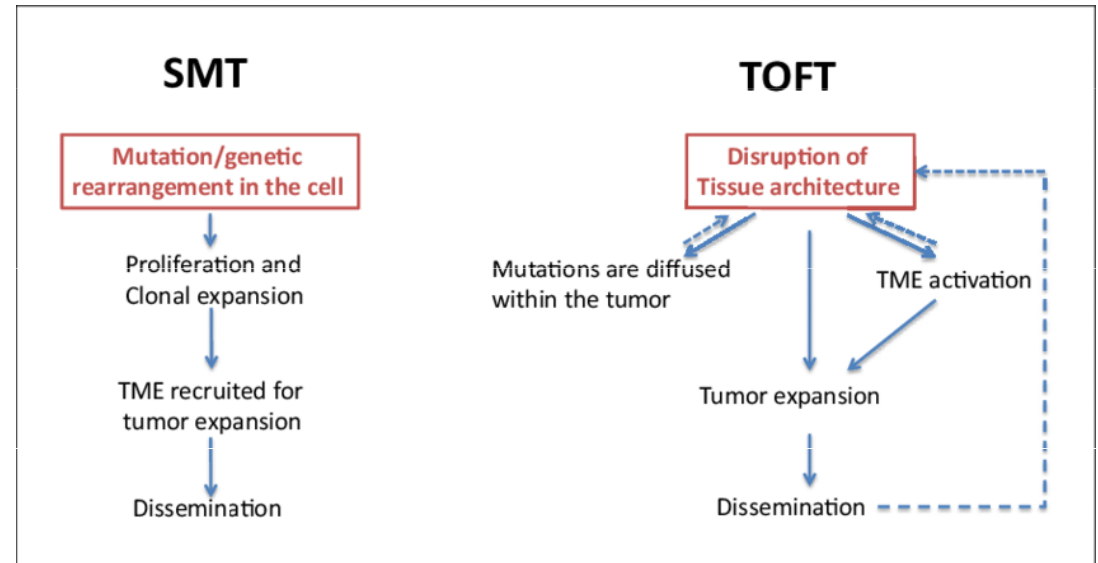 SMT
Mutation/genetic
rearrangement in the cell
Proliferation and
Clonal expansion
TME recruited for
tumor expansion
Dissemination
TOFT
Disruption of
Tissue architecture
Mutations are diffused
within the tumor
TME activation
Tumor expansion
Dissemination